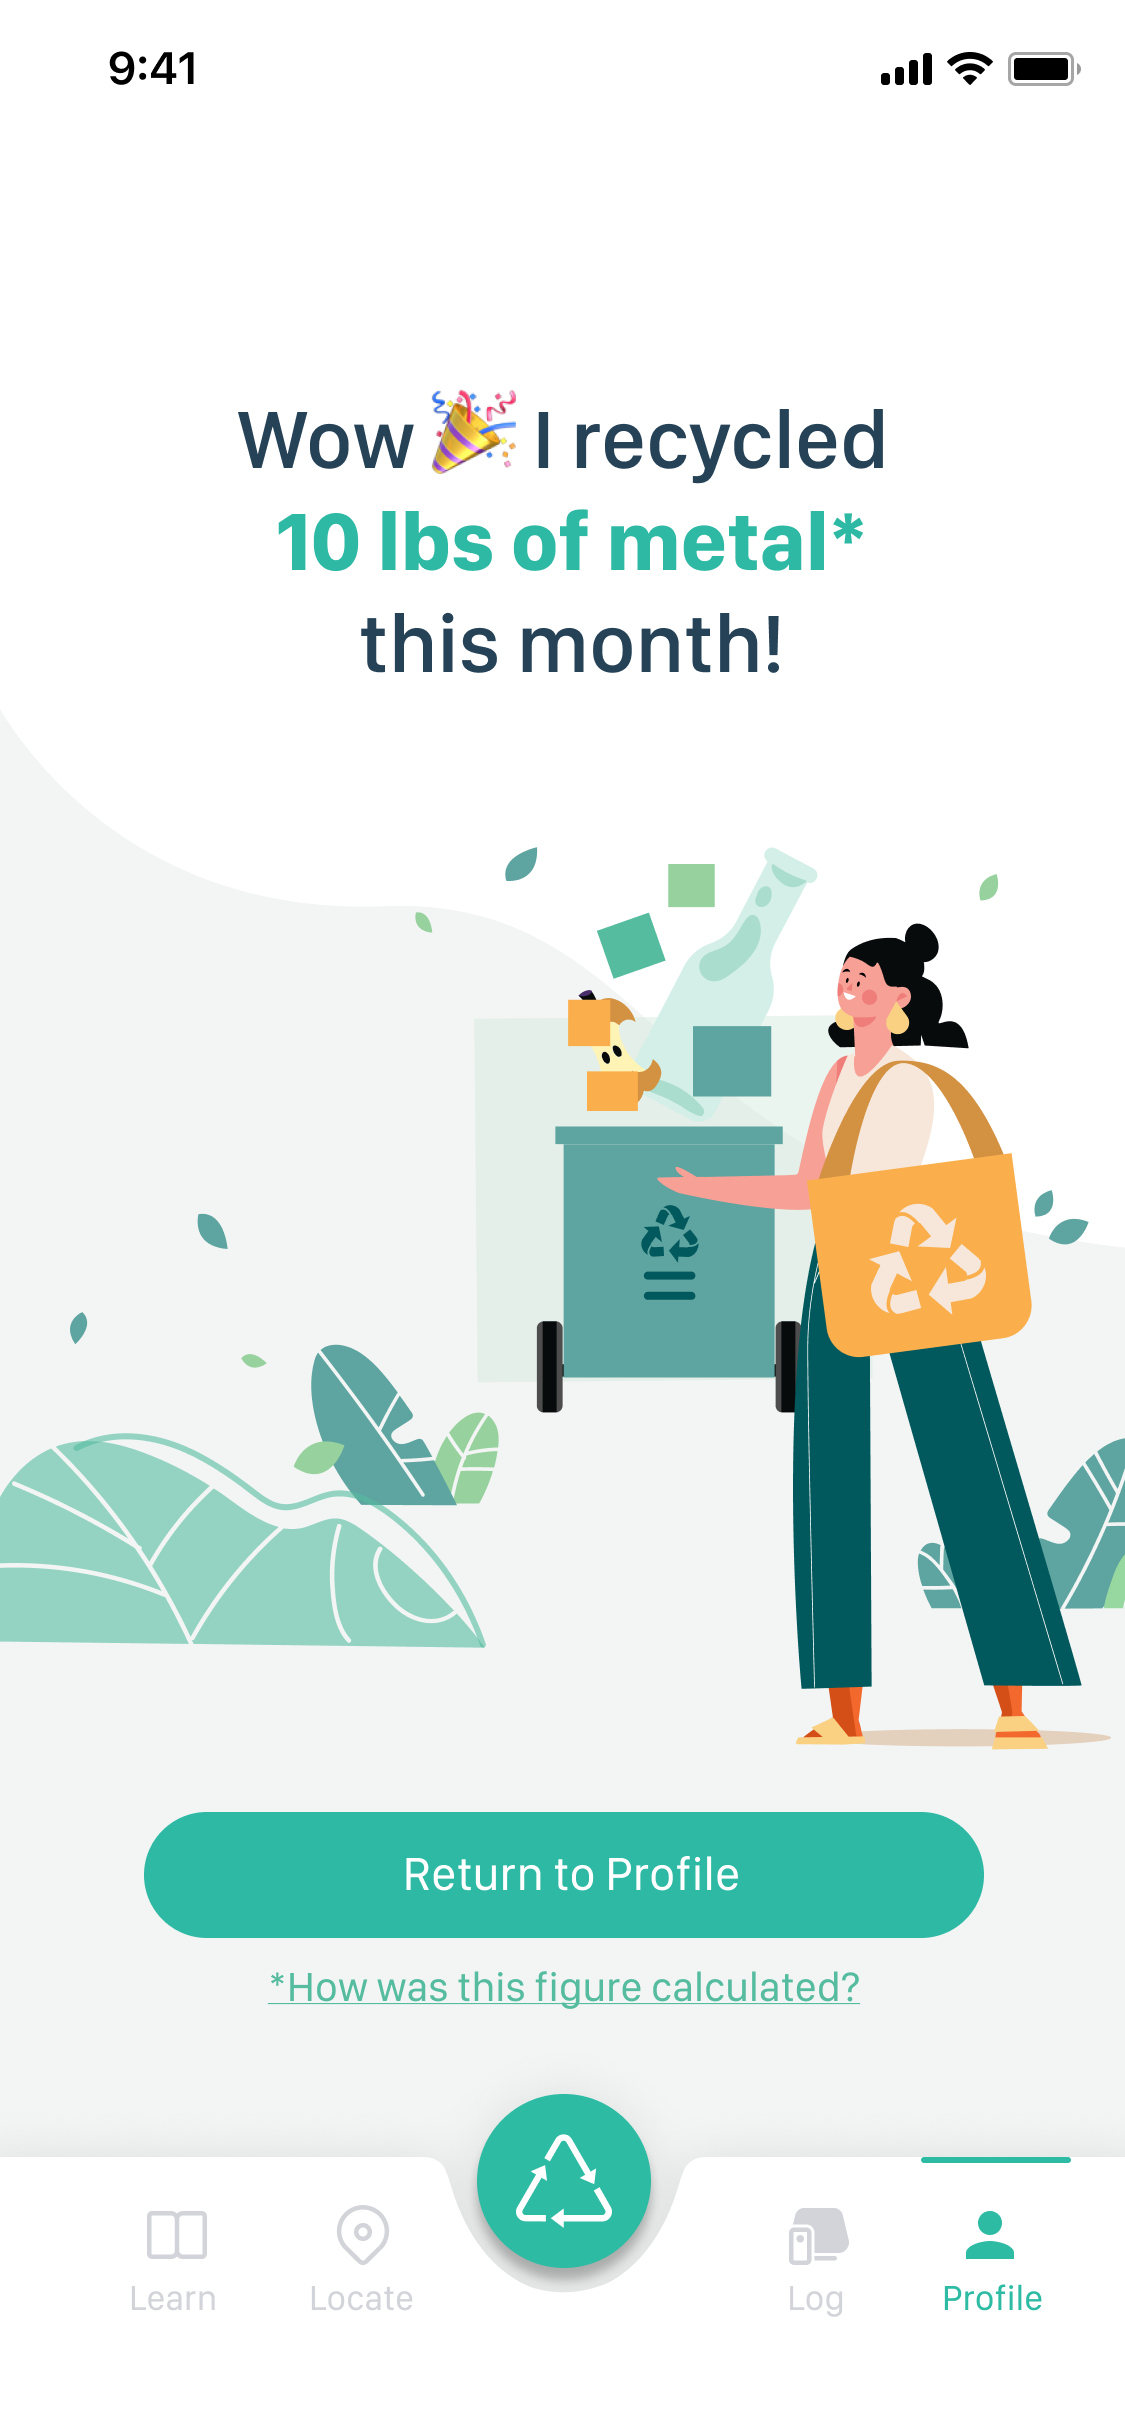 9:41
Wow 🎉 I recycled
10 lbs of metal*
this month!
Return to Profile
*How was this figure calculated?
Learn
Locate
Log
Profile